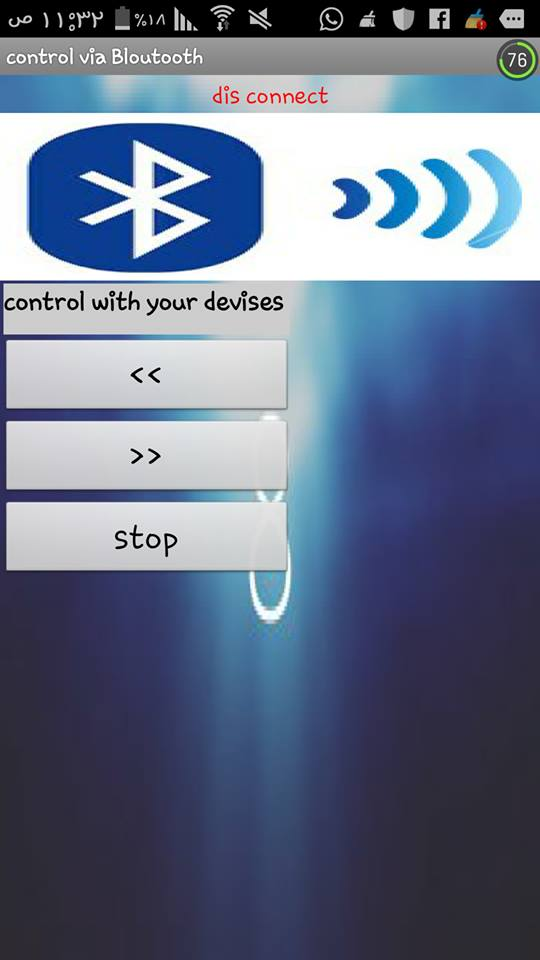 ١١:٣٢ ص ٪١٨
control via Bloutooth
76
dis connect
control with your devises
<<
>>
stop